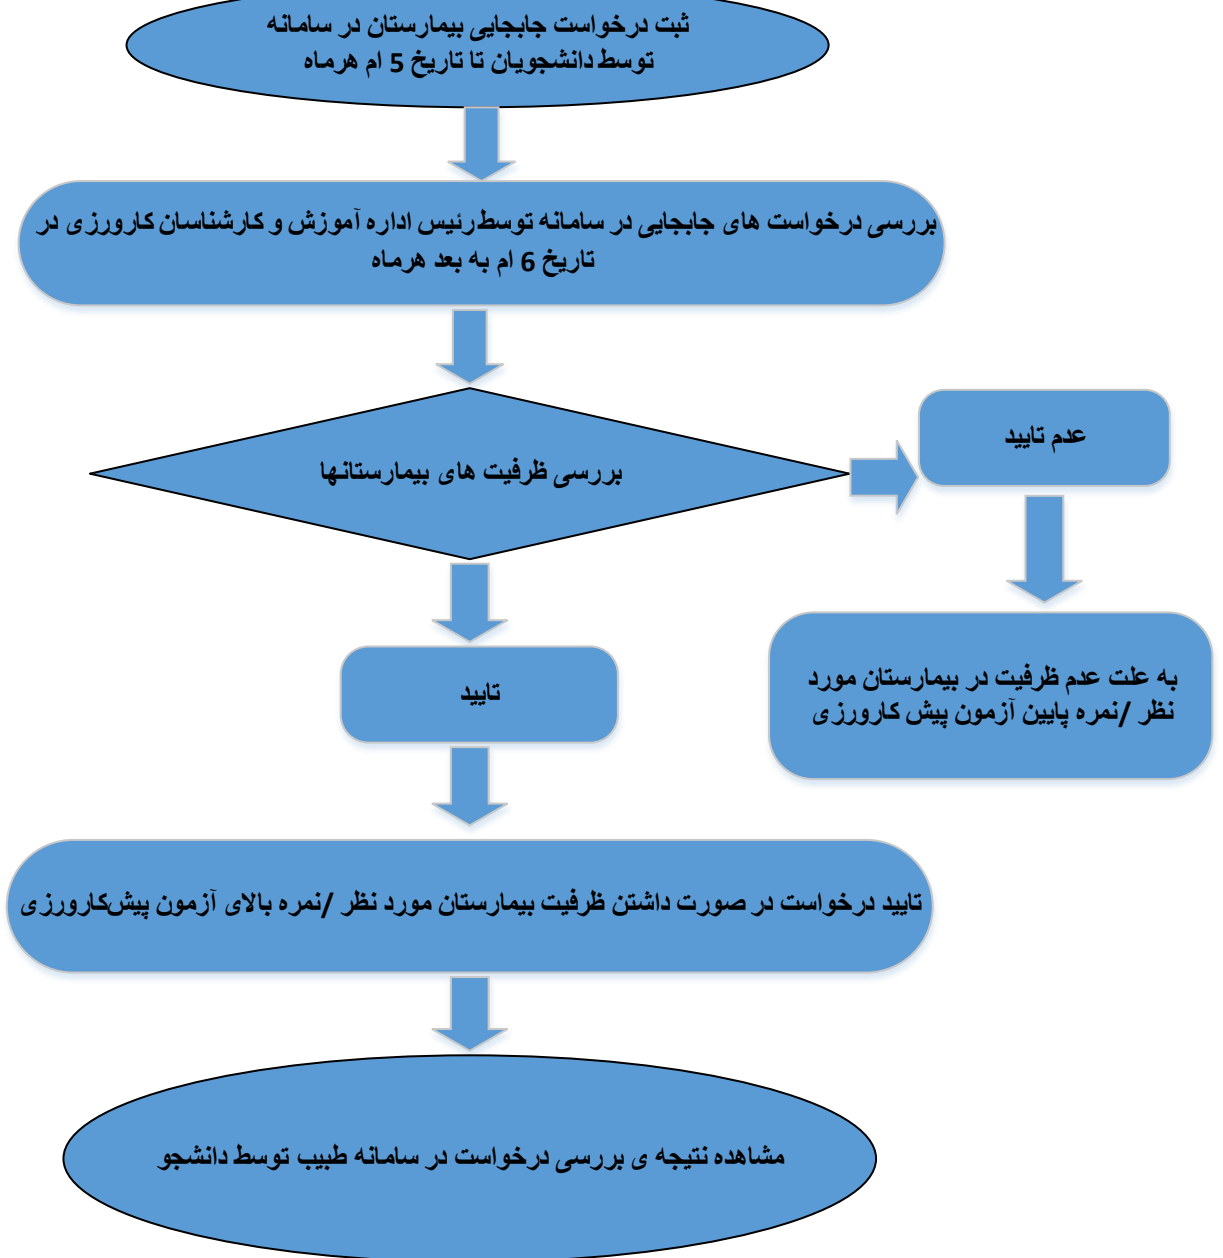 ثبت درخواست جابجایی بیمارستان در سامانه
توسط دانشجویان تا تاریخ 5 ام هرماه
بررسی درخواست های جابجایی در سامانه توسط رئیس اداره آموزش و کارشناسان کارورزی در
تاریخ 6 ام به بعد هرماه
بررسی ظرفیت های بیمارستانها
عدم تایید
به علت عدم ظرفیت در بیمارستان مورد
نظر /نمره پایین آزمون پیش کارورزی
تایید
تایید درخواست در صورت داشتن ظرفیت بیمارستان مورد نظر /نمره بالای آزمون پیش‌کارورزی
مشاهده نتیجه ی بررسی درخواست در سامانه طبیب توسط دانشجو